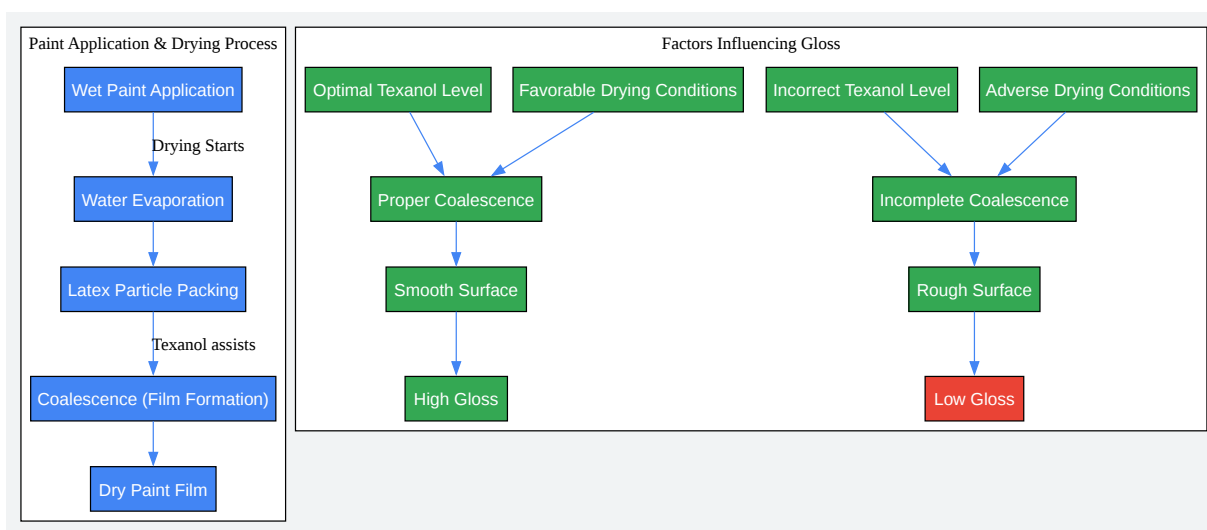 Paint Application & Drying Process
Wet Paint Application
Drying Starts
Water Evaporation
Latex Particle Packing
Texanol assists
Coalescence (Film Formation)
Dry Paint Film
Factors Influencing Gloss
Optimal Texanol Level
Favorable Drying Conditions
Incorrect Texanol Level
Adverse Drying Conditions
Proper Coalescence
Incomplete Coalescence
Smooth Surface
Rough Surface
High Gloss
Low Gloss